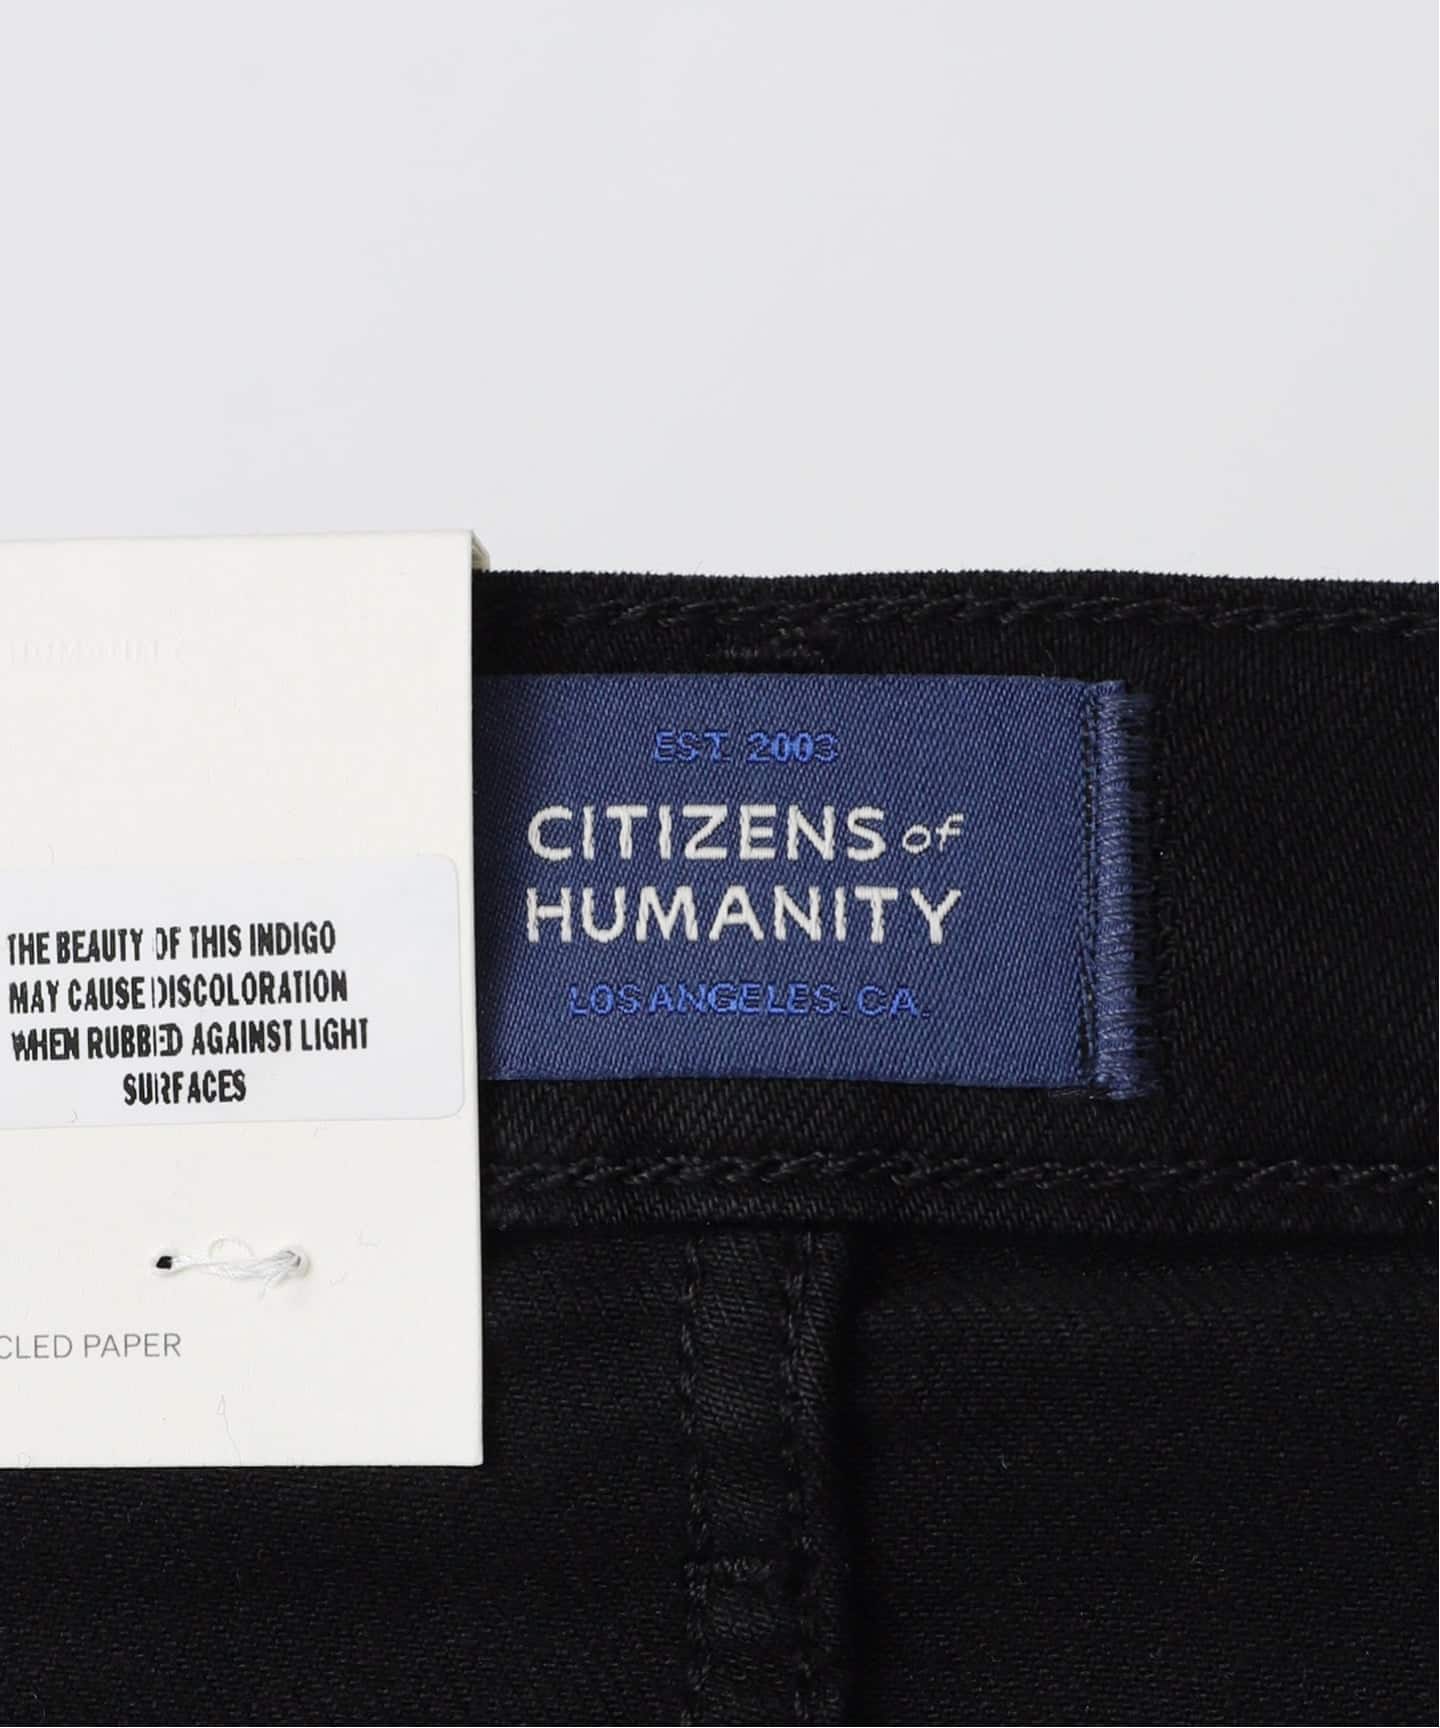 THE BEAUTY OF THIS INDIGO
MAY CAUSE DISCOLORATION
WHEN RUBBED AGAINST LIGHT
SURFACES
CLED PAPER
EST. 2003
CITIZENS of
HUMANITY
LOS ANGELES. CA.